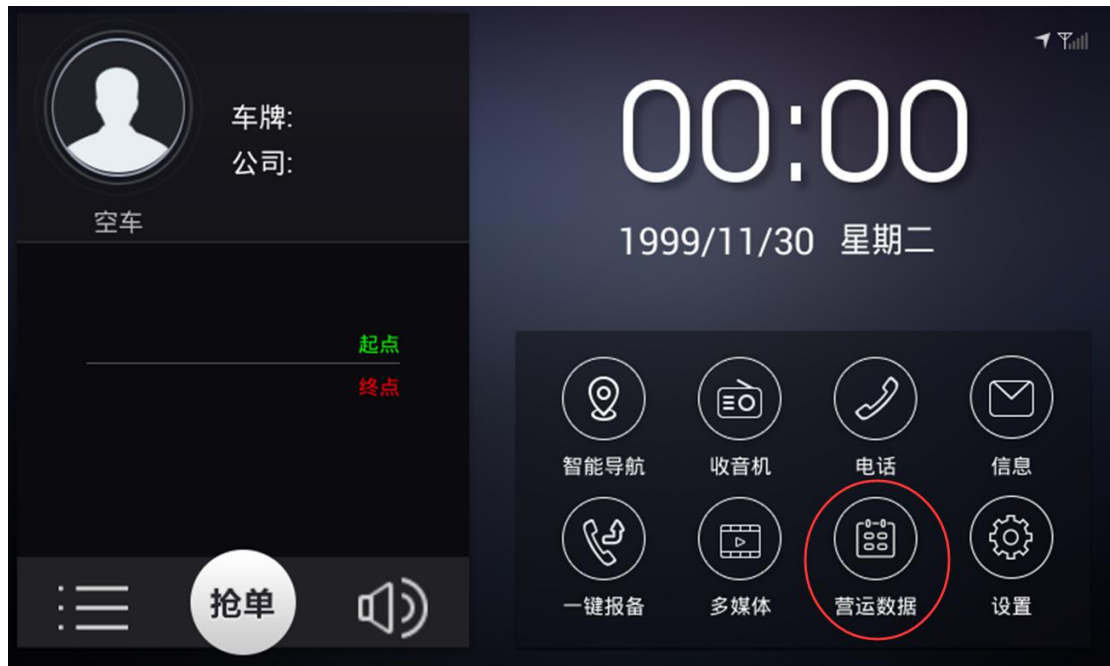 车牌:
公司:
空车
起点
终点
抢单
00:00
1999/11/30 星期二
智能导航 收音机 电话 信息
一键报备 多媒体 营运数据 设置